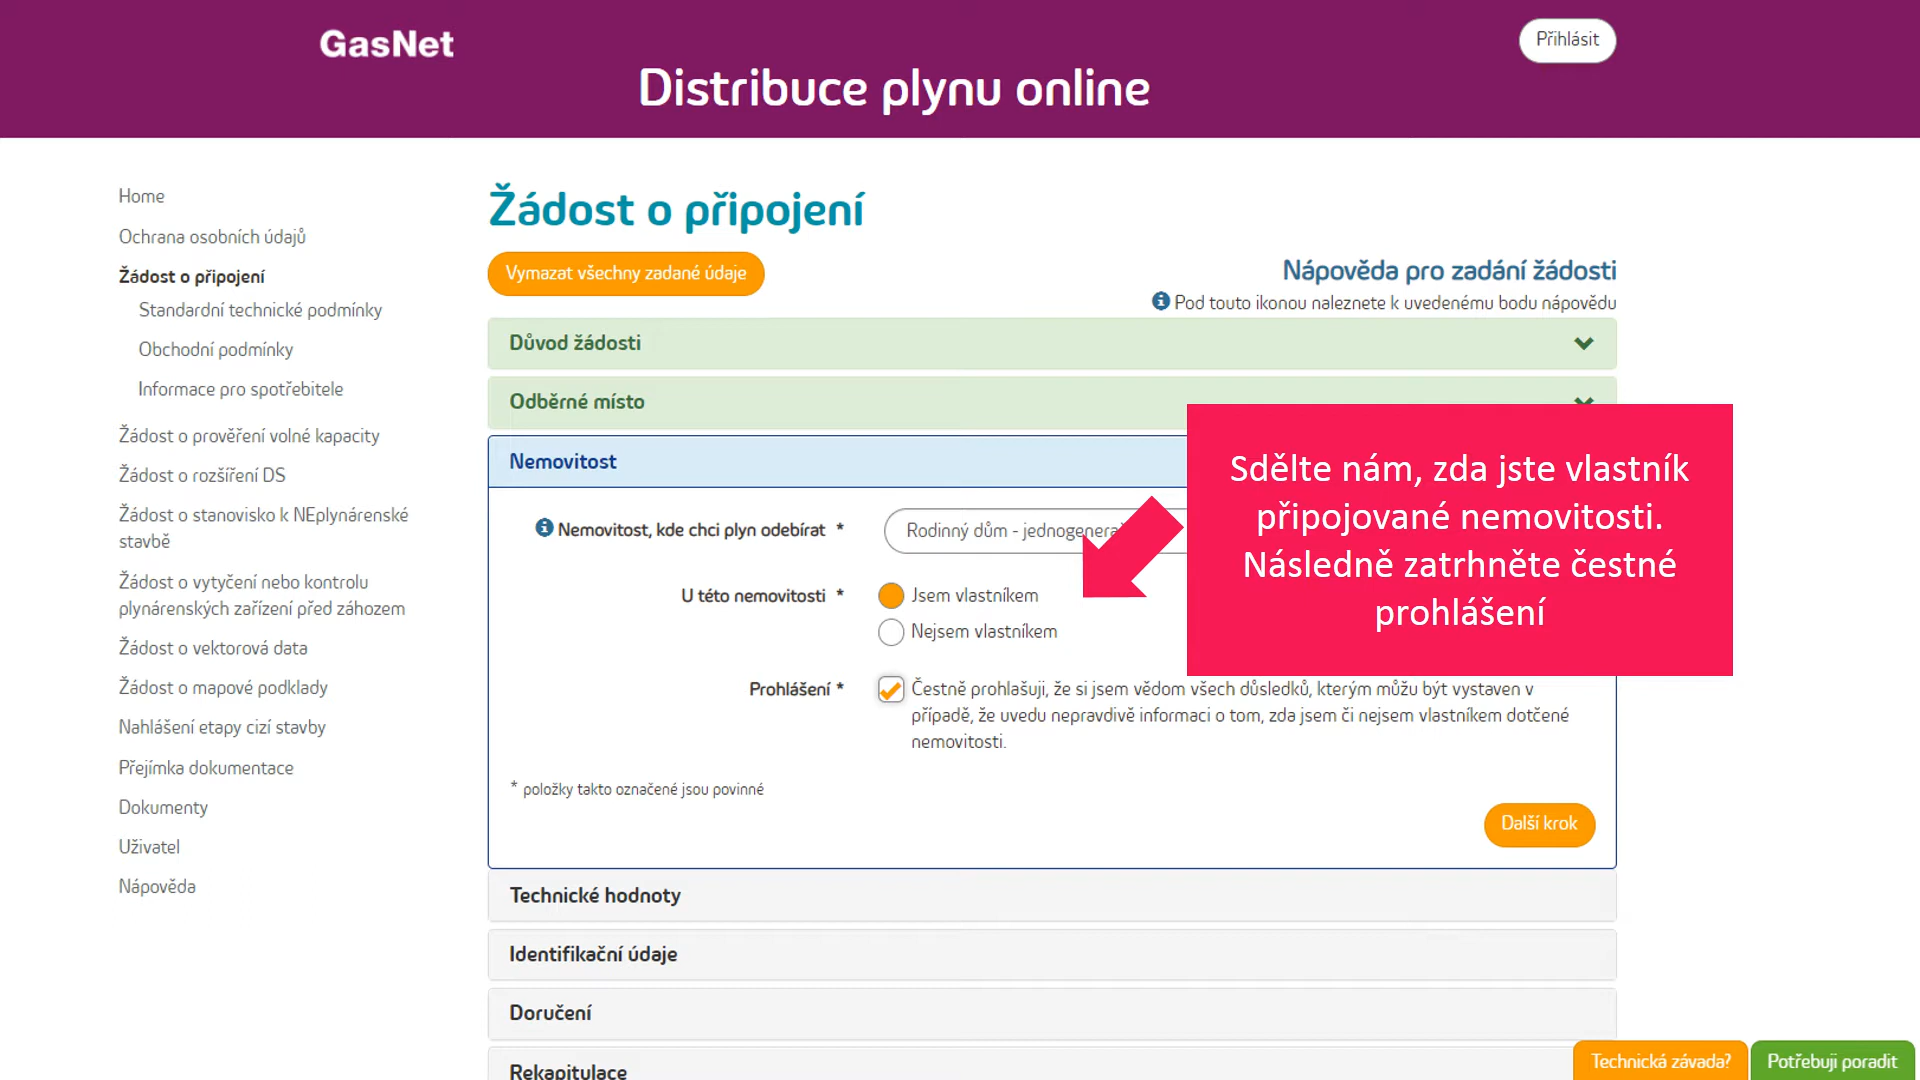 GasNet
Přihlásit
Distribuce plynu online
Home
Ochrana osobních údajů
Žádost o připojení
Standardní technické podmínky
Obchodní podmínky
Informace pro spotřebitele
Žádost o prověření volné kapacity
Žádost o rozšíření DS
Žádost o stanovisko k NEplynárenské
stavbě
Žádost o vytyčení nebo kontrolu
plynárenských zařízení před záhozem
Žádost o vektorová data
Žádost o mapové podklady
Nahlášení etapy cizí stavby
Přejímka dokumentace
Dokumenty
Uživatel
Nápověda
Žádost o připojení
Vymazat všechny zadané údaje
Nápověda pro zadání žádosti
Pod touto ikonou naleznete k uvedenému bodu nápovědu
Důvod žádosti
Odběrné místo
Nemovitost
Nemovitost, kde chci plyn odebírat *
Rodinný dům -
U této nemovitosti *
Jsem vlastníkem
Nejsem vlastníkem
Sdělte nám, zda jste vlastník
připojované nemovitosti.
Následně zatrhněte čestné
prohlášení
Prohlášení *
Čestně prohlašuji, že si jsem vědom všech důsledků, kterým můžu být vystaven v
případě, že uvedu nepravdivě informaci o tom, zda jsem či nejsem vlastníkem dotčené
nemovitosti.
* položky takto označené jsou povinné
Další krok
Technické hodnoty
Identifikační údaje
Doručení
Rekapitulace
Technická závada?
Potřebuji poradit